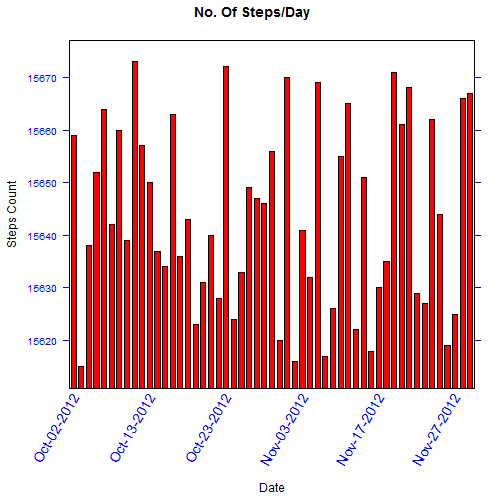 No. Of Steps/Day
15670
15660
15650
15640
15630
15620
Steps Count
Oct-02-2012
Oct-13-2012
Oct-23-2012
Nov-03-2012
Nov-17-2012
Nov-27-2012
Date